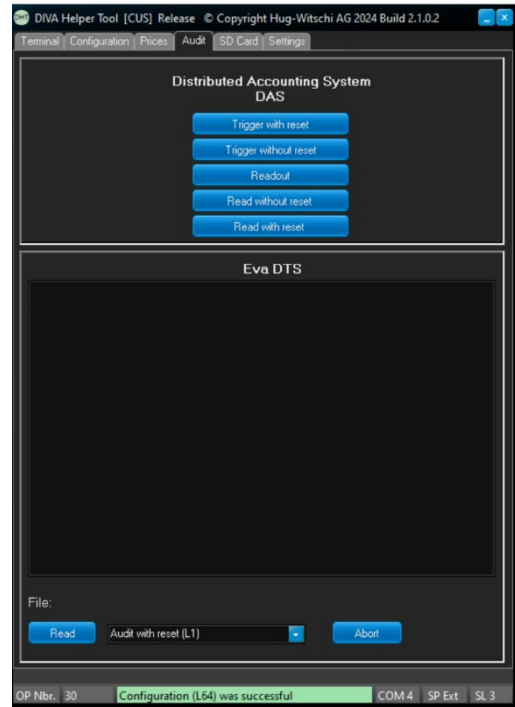 DHT DIVA Helper Tool [CUS] Release © Copyright Hug-Witschi AG 2024 Build 2.1.0.2
Terminal Configuration Prices Audit SD Card Settings
Distributed Accounting System
DAS
Trigger with reset
Trigger without reset
Readout
Read without reset
Read with reset
Eva DTS
File:
Read Audit with reset (L1) Abort
OP Nbr. 30 Configuration (L64) was successful COM 4 SP Ext SL 3